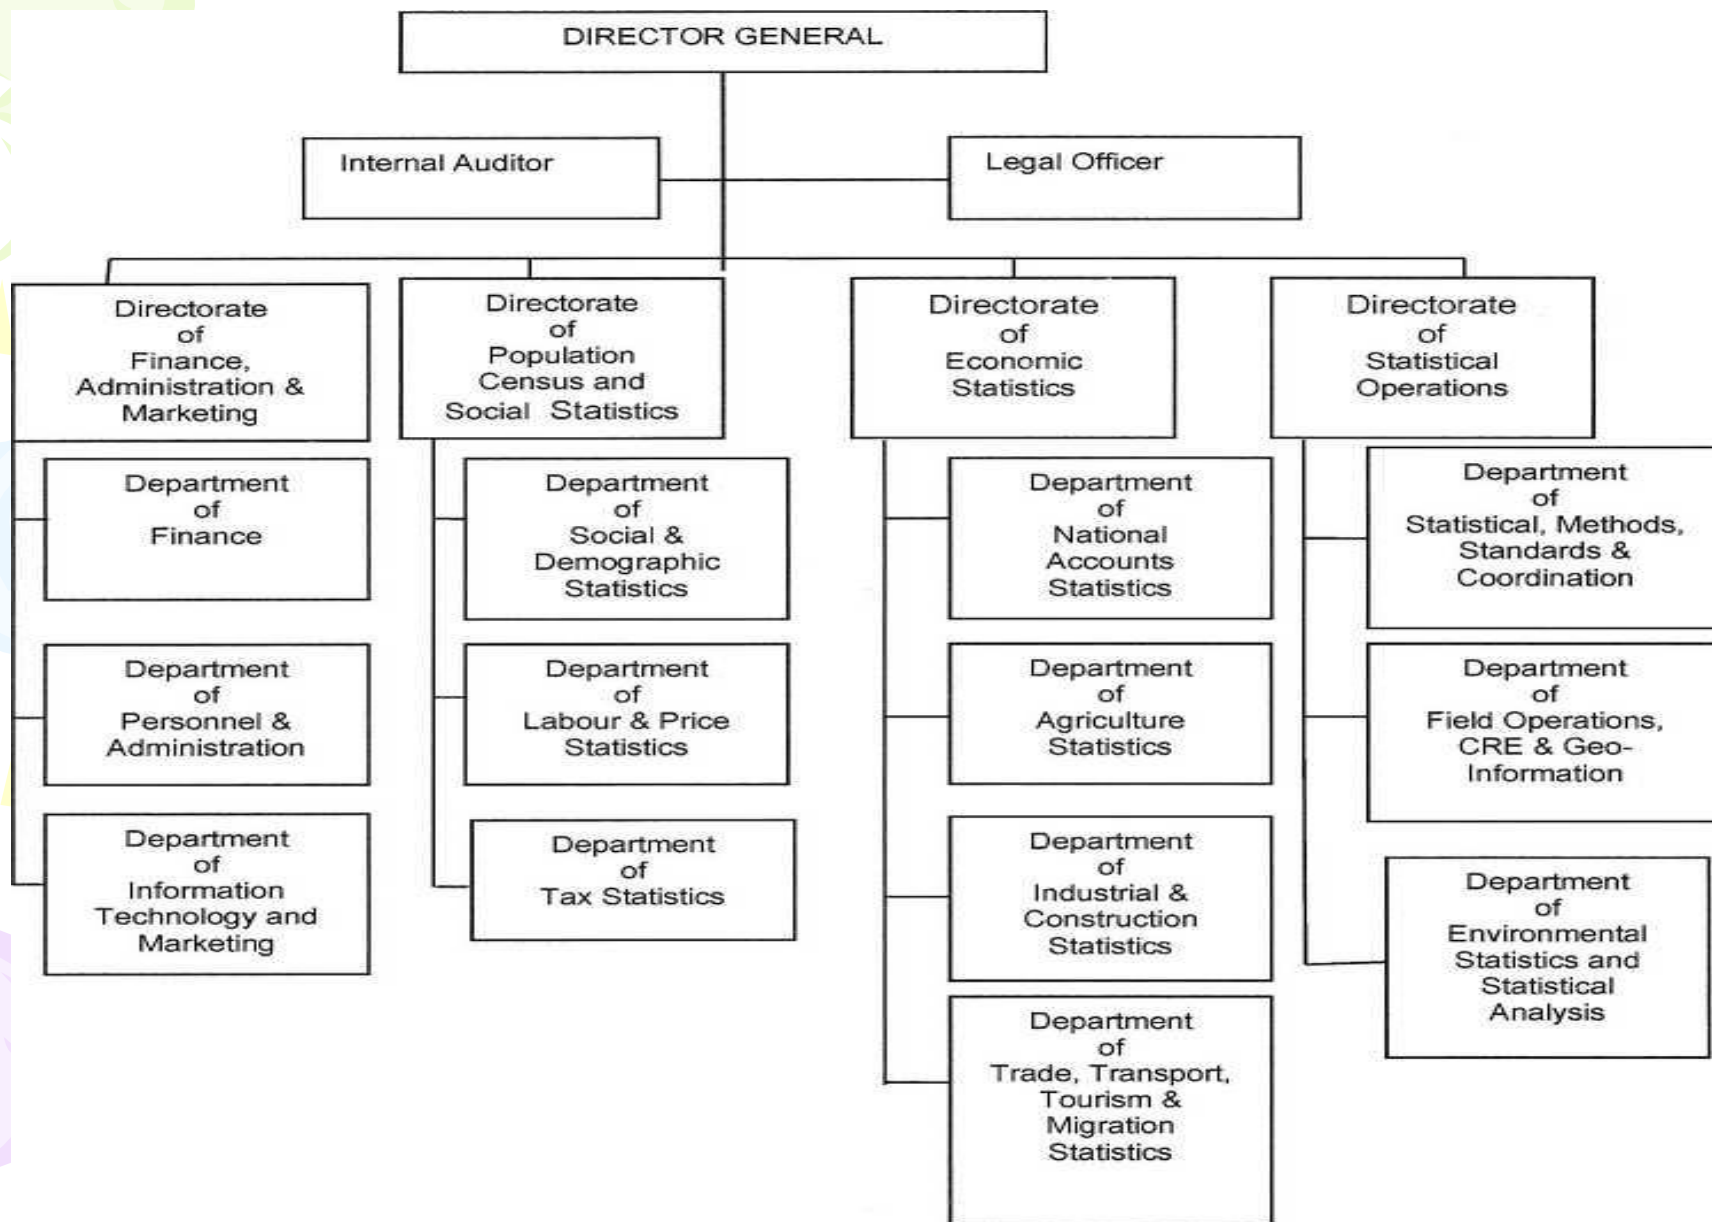 DIRECTOR GENERAL
Internal Auditor
Legal Officer
Directorate
of
Finance,
Administration &
Marketing
Department
of
Finance
Department
of
Personnel &
Administration
Department
of
Information
Technology and
Marketing
Directorate
of
Population
Census and
Social Statistics
Department
of
Social &
Demographic
Statistics
Department
of
Labour & Price
Statistics
Department
of
Tax Statistics
Directorate
of
Economic
Statistics
Department
of
National
Accounts
Statistics
Department
of
Agriculture
Statistics
Department
of
Industrial &
Construction
Statistics
Department
of
Trade, Transport,
Tourism &
Migration
Statistics
Directorate
of
Statistical
Operations
Department
of
Statistical, Methods,
Standards &
Coordination
Department
of
Field Operations,
CRE & Geo-
Information
Department
of
Environmental
Statistics and
Statistical
Analysis